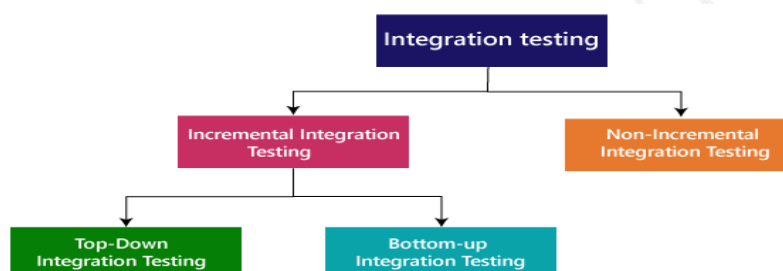 Integration testing
Incremental Integration
Testing
Non-Incremental
Integration Testing
Top-Down
Integration Testing
Bottom-up
Integration Testing